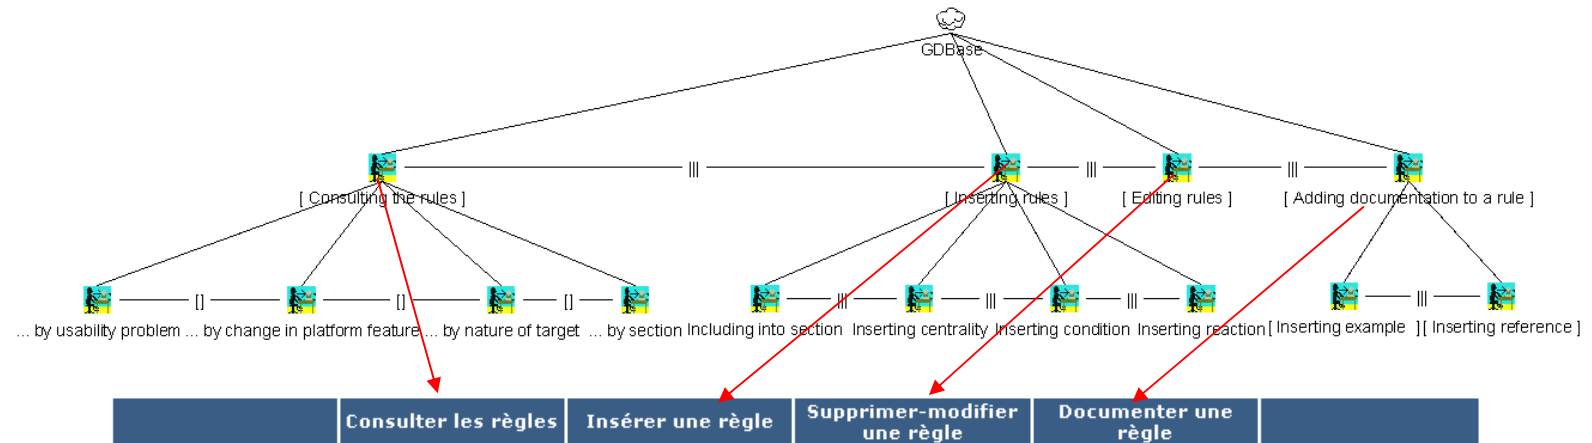 GDBase
||| ||| |||
[ Consulting the rules ] [ Inserting rules ] [ Editing rules ] [ Adding documentation to a rule ]
[] [] [] ||| ||| ||| |||
... by usability problem ... by change in platform feature ... by nature of target ... by section Including into section Inserting centrality Inserting condition Inserting reaction [ Inserting example ] [ Inserting reference ]
Consulter les règles Insérer une règle Supprimer-modifier Documenter une
une règle règle